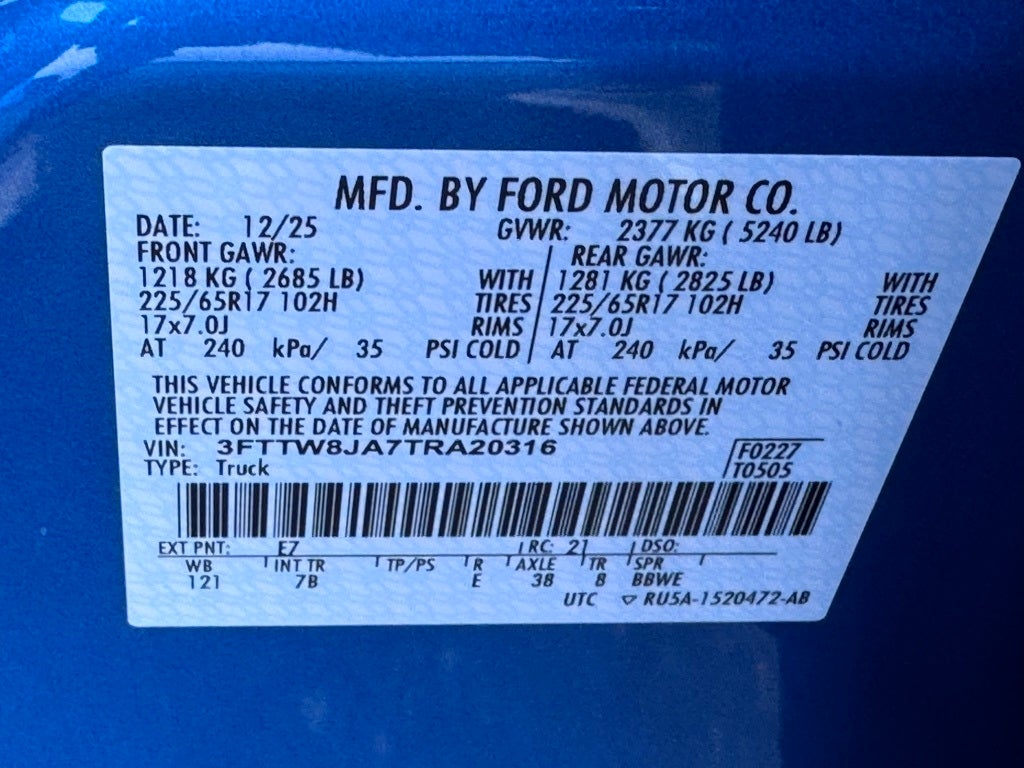 MFD. BY FORD MOTOR CO.
DATE: 12/25 GVWR: 2377 KG ( 5240 LB)
FRONT GAWR: REAR GAWR:
1218 KG ( 2685 LB) WITH 1281 KG ( 2825 LB) WITH
225/65R17 102H TIRES 225/65R17 102H TIRES
17x7.0J RIMS 17x7.0J RIMS
AT 240 kPa/ 35 PSI COLD AT 240 kPa/ 35 PSI COLD
THIS VEHICLE CONFORMS TO ALL APPLICABLE FEDERAL MOTOR
VEHICLE SAFETY AND THEFT PREVENTION STANDARDS IN
EFFECT ON THE DATE OF MANUFACTURE SHOWN ABOVE.
VIN: 3FTTW8JA7TRA20316 F0227
TYPE: Truck T0505
EXT PNT: E7 RC: 21 DSO:
WB INT TR TP/PS R AXLE TR SPR
121 7B E 38 8 BBWE
UTC ▽ RU5A-1520472-AB